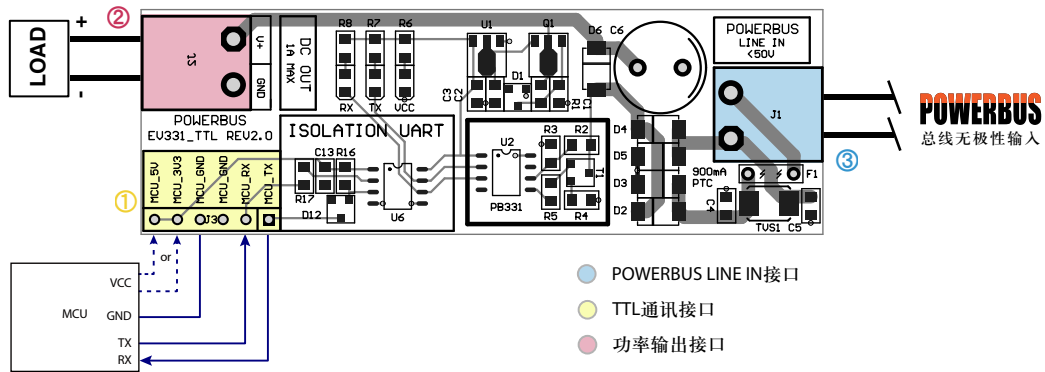 ②
+
LOAD
-
J2
V+
GND
DC OUT
1A MAX
R8 R7 R6
RX TX VCC
U1
Q1
D1
C3
C2
R1
C1
D6 C6
POWERBUS
LINE IN
<50V
J1
POWERBUS
总线无极性输入
③
POWERBUS
EV331_TTL REV2.0
ISOLATION UART
①
MCU_5V
MCU_3V3
MCU_GND
MCU_GND
MCU_RX
MCU_TX
J3
C13 R16
R17
D12
U6
U2
PB331
R3 R2
T1
R5 R4
D4
D5
D3
D2
900mA
PTC
F1
C4
TVS1 C5
or
VCC
MCU
GND
TX
RX
POWERBUS LINE IN接口
TTL通讯接口
功率输出接口